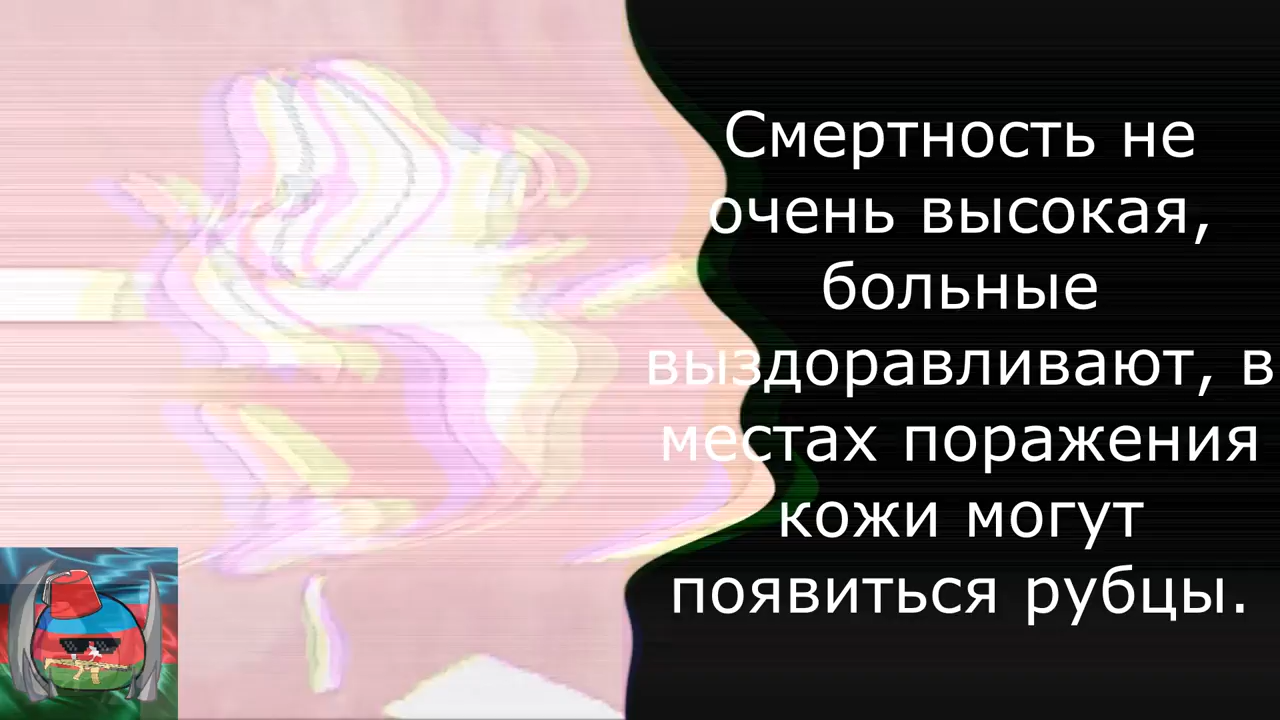 Смертность не
очень высокая,
больные
выздоравливают, в
местах поражения
кожи могут
появиться рубцы.